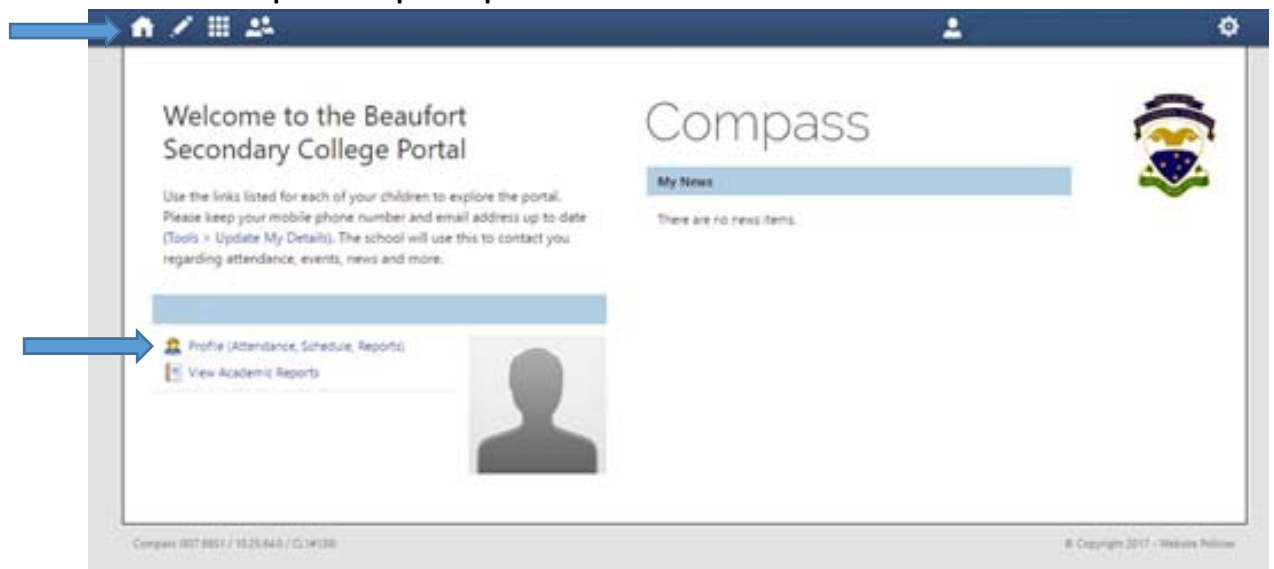 Welcome to the Beaufort
Secondary College Portal
Use the links listed for each of your children to explore the portal.
Please keep your mobile phone number and email address up to date
(Tools > Update My Details). The school will use this to contact you
regarding attendance, events, news and more.
Profile (Attendance, Schedule, Reports)
View Academic Reports
Compass
My News
There are no news items.
Compass
© Copyright 2017 - Website Policies